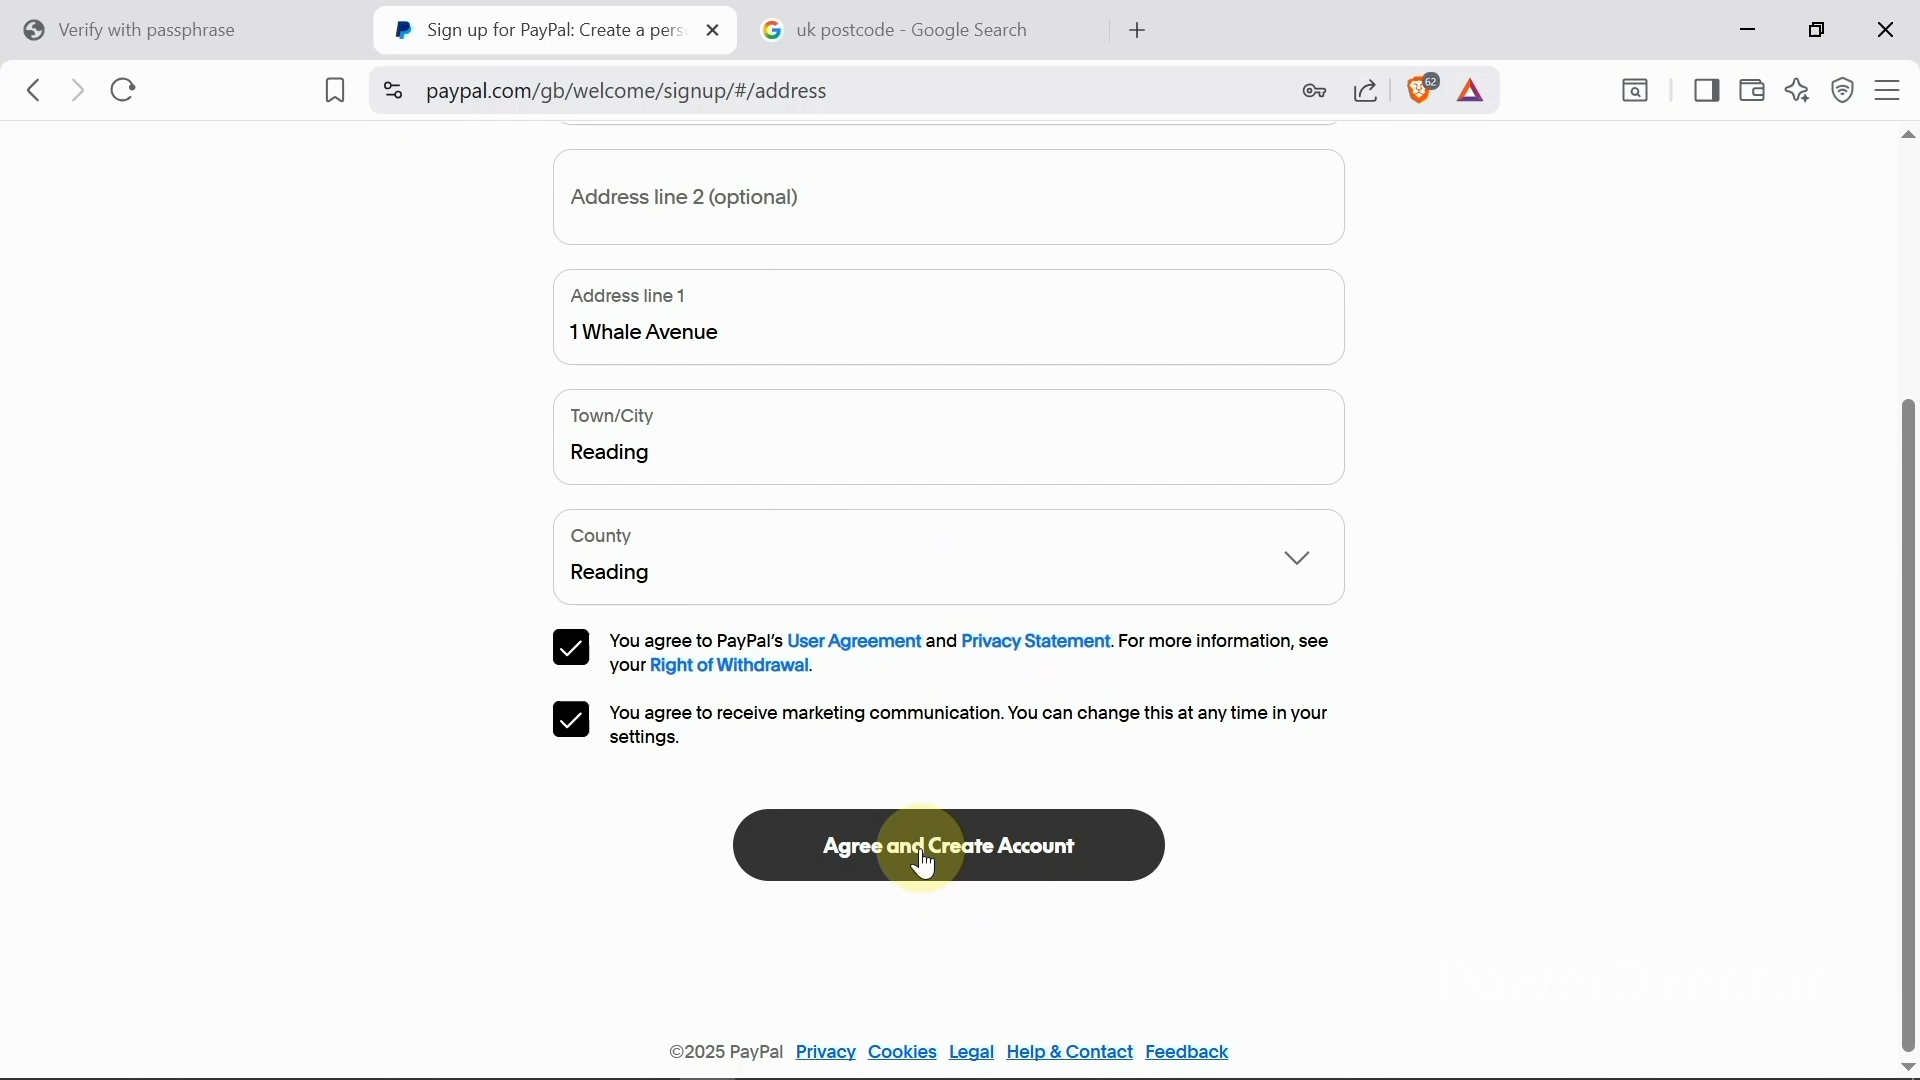 Verify with passphrase
Sign up for PayPal: Create a pers
uk postcode - Google Search
paypal.com/gb/welcome/signup/#/address
62
Address line 2 (optional)
Address line 1
1 Whale Avenue
Town/City
Reading
County
Reading
You agree to PayPal's User Agreement and Privacy Statement. For more information, see
your Right of Withdrawal.
You agree to receive marketing communication. You can change this at any time in your
settings.
Agree and Create Account
PowerDirector
©2025 PayPal Privacy Cookies Legal Help & Contact Feedback